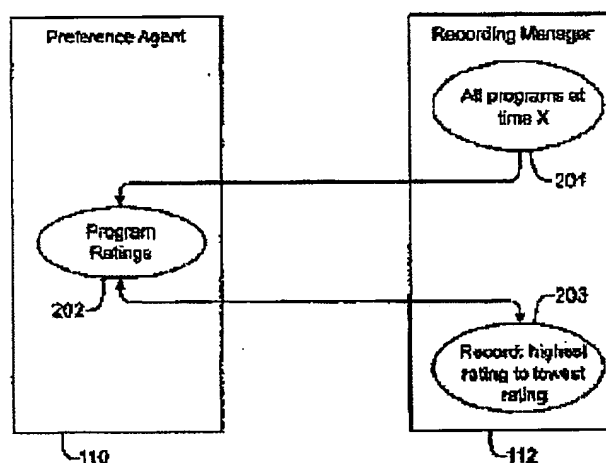 Preference Agent
Recording Manager
All programs at
time X
201
Program
Ratings
202
203
Record: highest
rating to lowest
rating
110
112